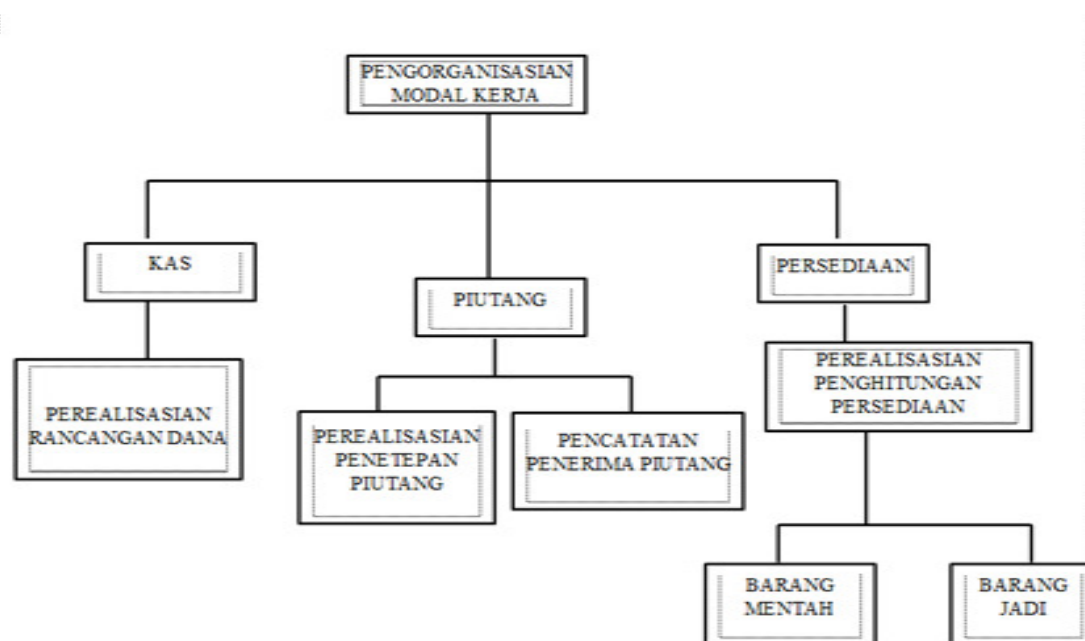 PENGORGANISASIAN
MODAL KERJA
KAS
PERSEDIAAN
PIUTANG
PEREALISASIAN
PENGHITUNGAN
PERSEDIAAN
PEREALISASIAN
RANCANGAN DANA
PEREALISASIAN
PENETEPAN
PIUTANG
PENCATATAN
PENERIMA PIUTANG
BARANG
MENTAH
BARANG
JADI